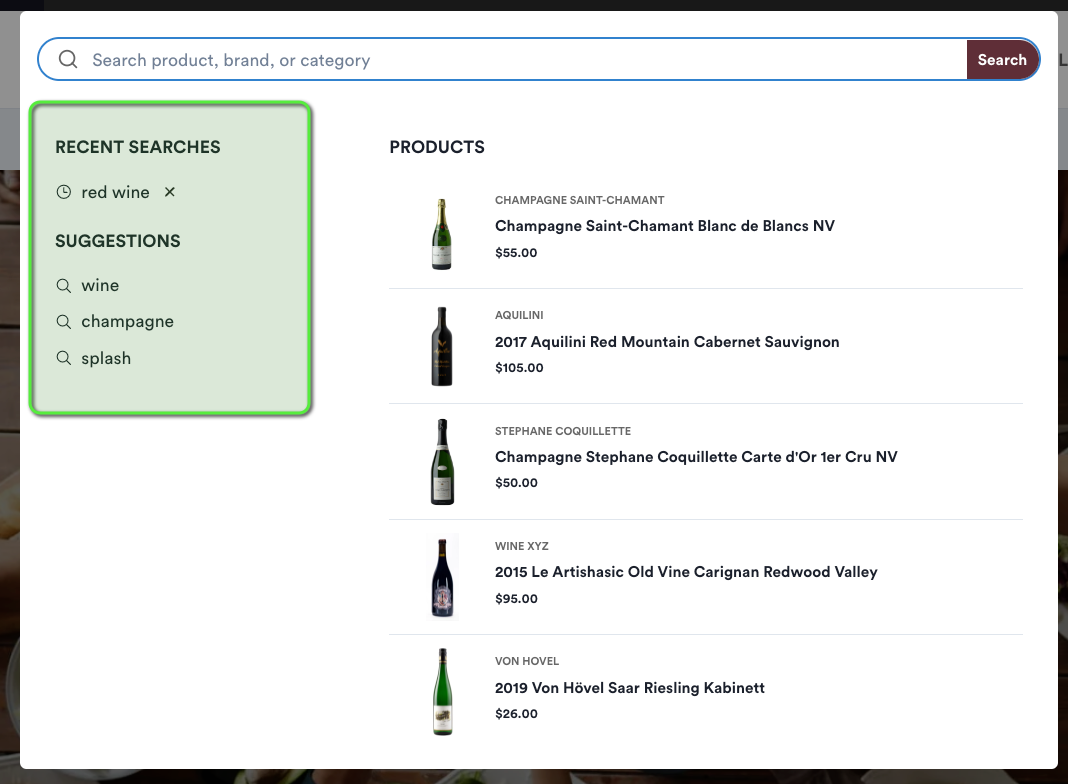 Search product, brand, or category
Search
RECENT SEARCHES
red wine
SUGGESTIONS
wine
champagne
splash
PRODUCTS
CHAMPAGNE SAINT-CHAMANT
Champagne Saint-Chamant Blanc de Blancs NV
$55.00
AQUILINI
2017 Aquilini Red Mountain Cabernet Sauvignon
$105.00
STEPHANE COQUILLETTE
Champagne Stephane Coquillette Carte d'Or 1er Cru NV
$50.00
WINE XYZ
2015 Le Artishasic Old Vine Carignan Redwood Valley
$95.00
VON HOVEL
2019 Von Hövel Saar Riesling Kabinett
$26.00